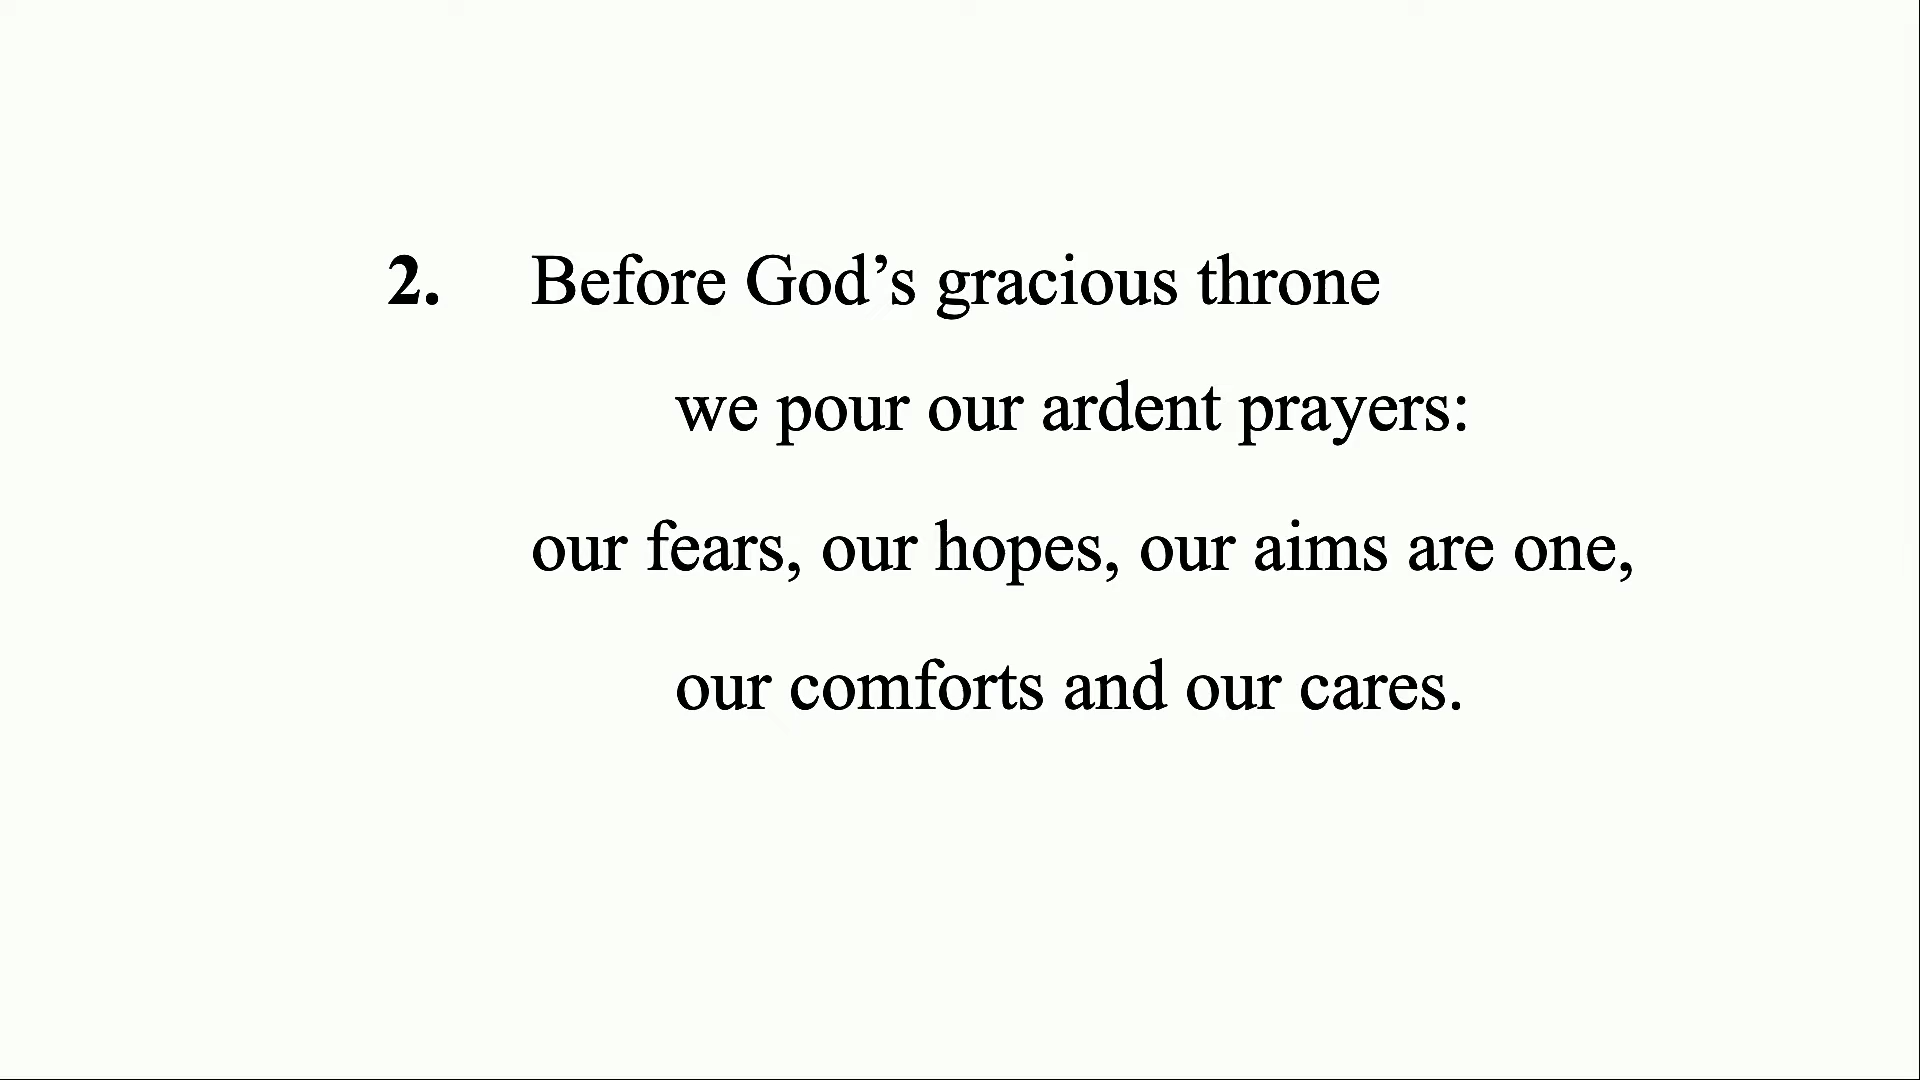 2. Before God’s gracious throne
we pour our ardent prayers:
our fears, our hopes, our aims are one,
our comforts and our cares.